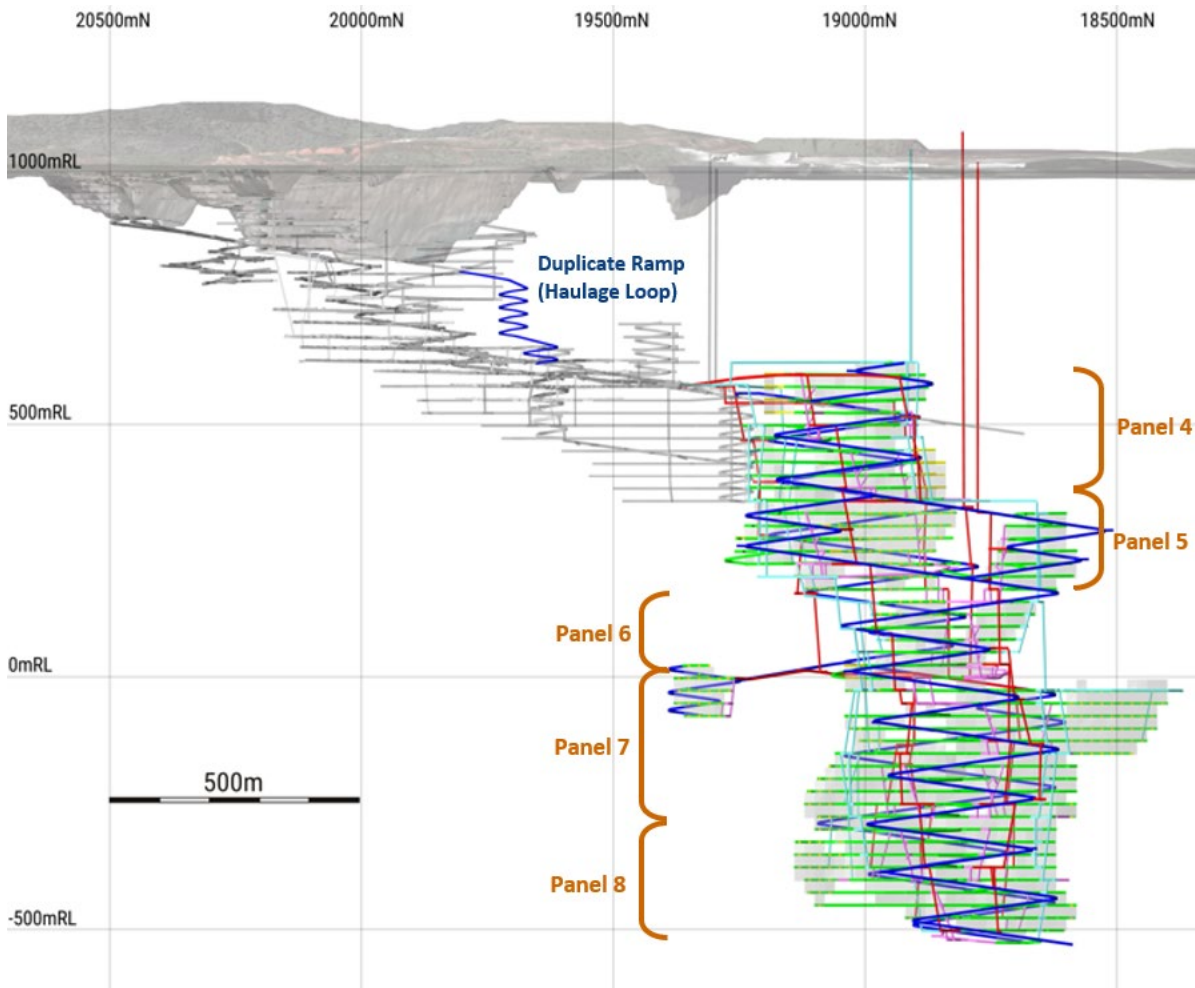 20500mN
20000mN
19500mN
19000mN
18500mN
1000mRL
Duplicate Ramp
(Haulage Loop)
500mRL
Panel 4
Panel 5
Panel 6
0mRL
Panel 7
500m
Panel 8
-500mRL